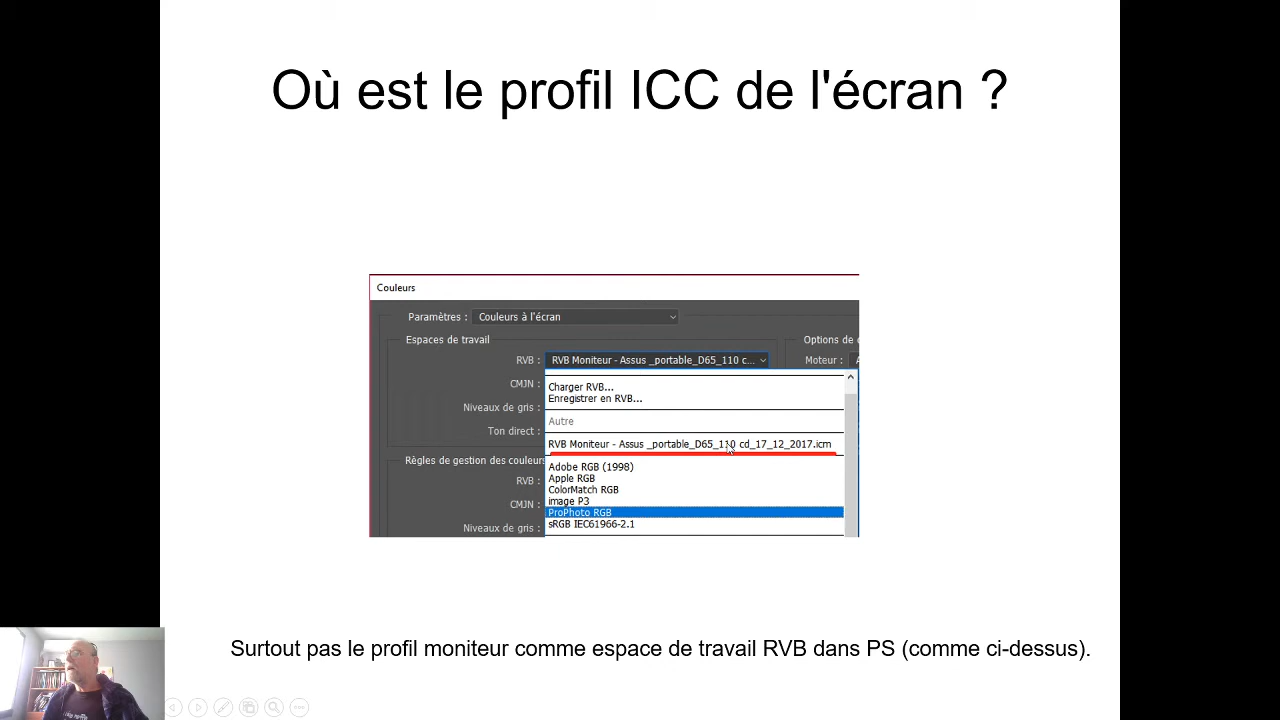 Où est le profil ICC de l'écran ?
Couleurs
Paramètres : Couleurs à l'écran
Espaces de travail
Options de c
RVB : RVB Moniteur - Assus _portable_D65_110 c...
Moteur : A
CMJN :
Charger RVB...
Enregistrer en RVB...
Niveaux de gris :
Autre
Ton direct :
RVB Moniteur - Assus _portable_D65_110 cd_17_12_2017.icm
Règles de gestion des couleurs
Adobe RGB (1998)
Apple RGB
RVB :
ColorMatch RGB
image P3
CMJN :
ProPhoto RGB
sRGB IEC61966-2.1
Niveaux de gris :
Surtout pas le profil moniteur comme espace de travail RVB dans PS (comme ci-dessus).